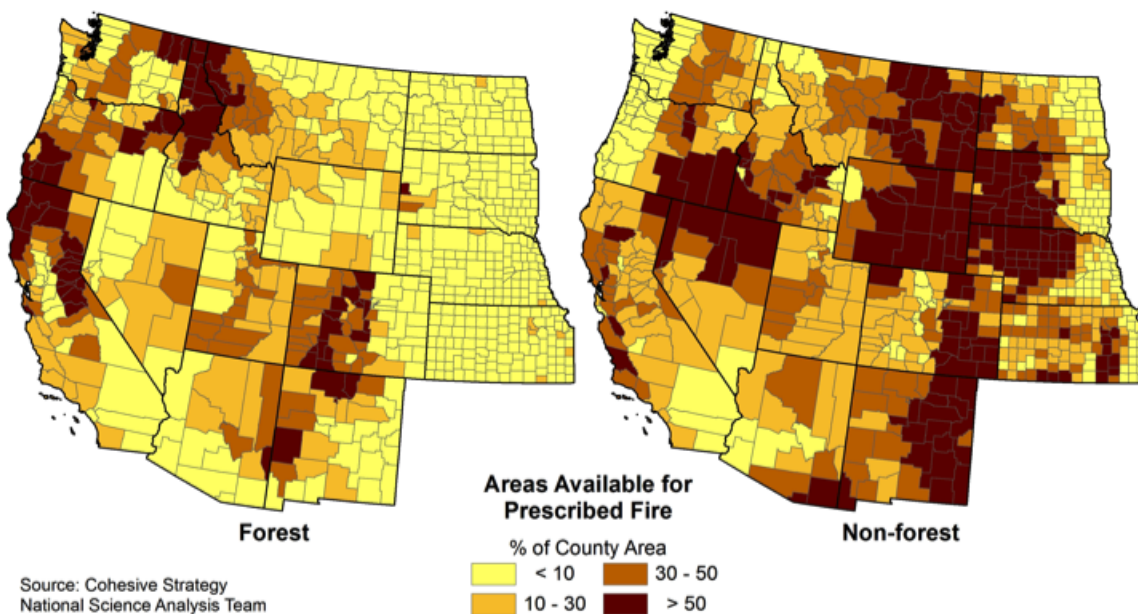 Forest
Non-forest
Areas Available for
Prescribed Fire
% of County Area
< 10
30 - 50
10 - 30
> 50
Source: Cohesive Strategy
National Science Analysis Team